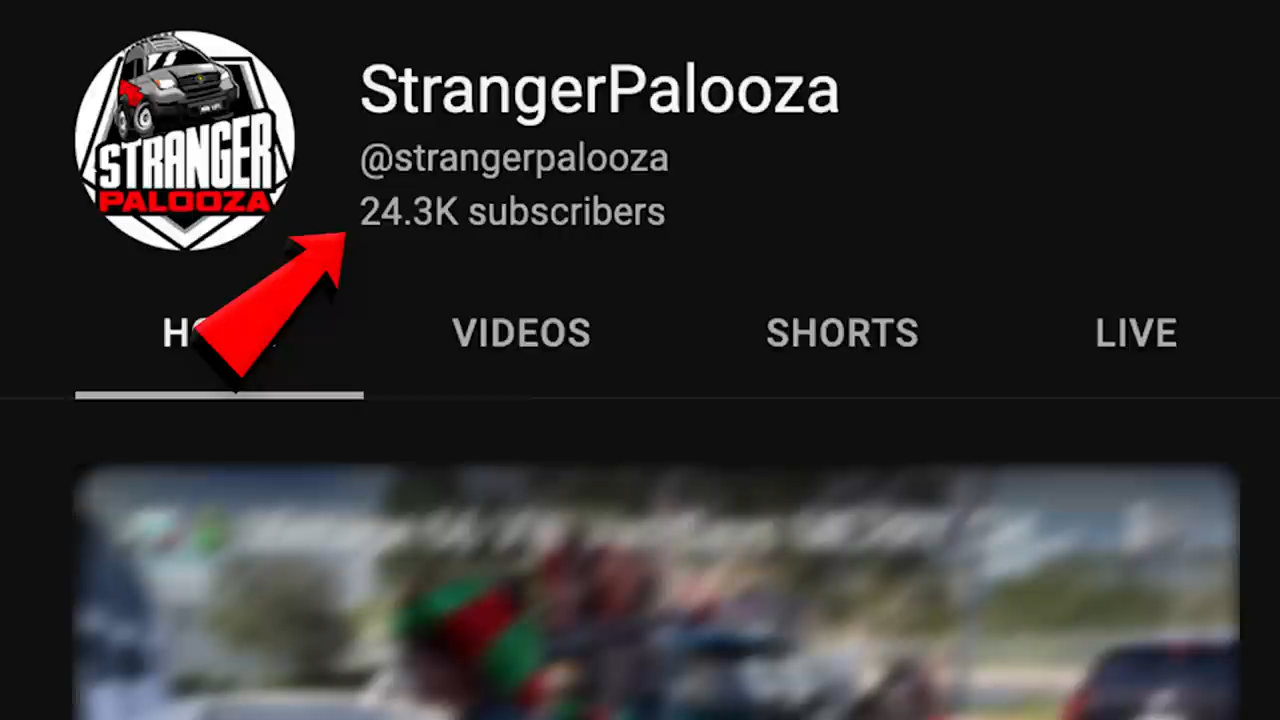 StrangerPalooza
@strangerpalooza
24.3K subscribers
STRANGER
PALOOZA
VIDEOS
SHORTS
LIVE